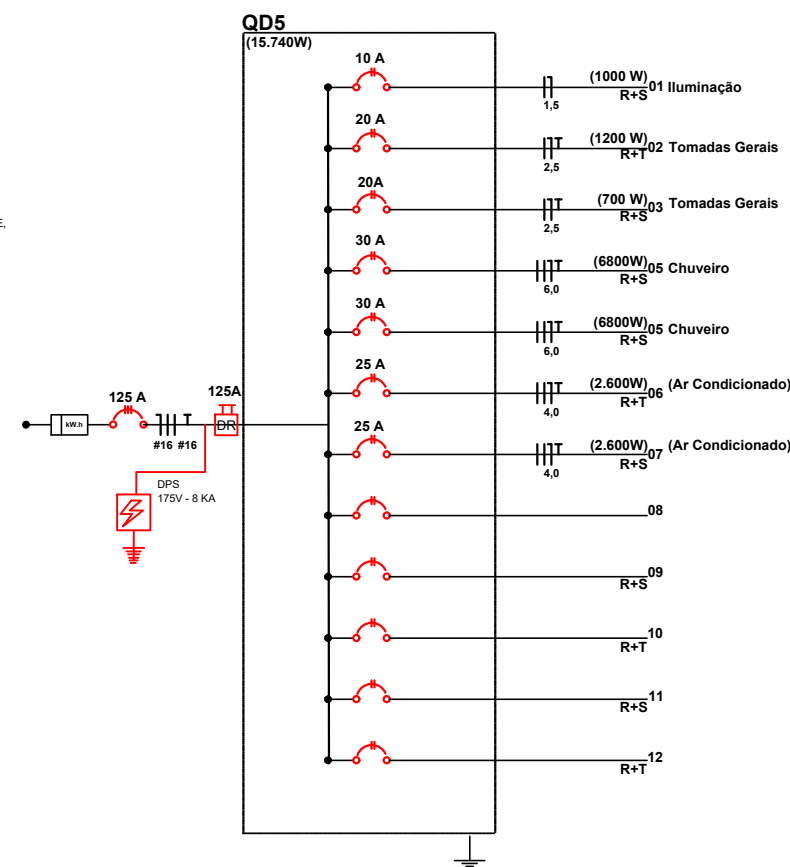 QD5
(15.740W)
10 A
(1000 W)
01 Iluminação
R+S
1,5
20 A
(1200 W)
02 Tomadas Gerais
R+T
2,5
20A
(700 W)
03 Tomadas Gerais
R+S
2,5
E,
30 A
(6800W)
05 Chuveiro
R+S
6,0
30 A
(6800W)
05 Chuveiro
R+S
6,0
25 A
(2.600W)
06 (Ar Condicionado)
R+T
4,0
125 A
125A
kW.h
DR
#16 #16
25 A
(2.600W)
07 (Ar Condicionado)
R+S
4,0
DPS
175V - 8 KA
08
09
R+S
10
R+T
11
R+S
12
R+T